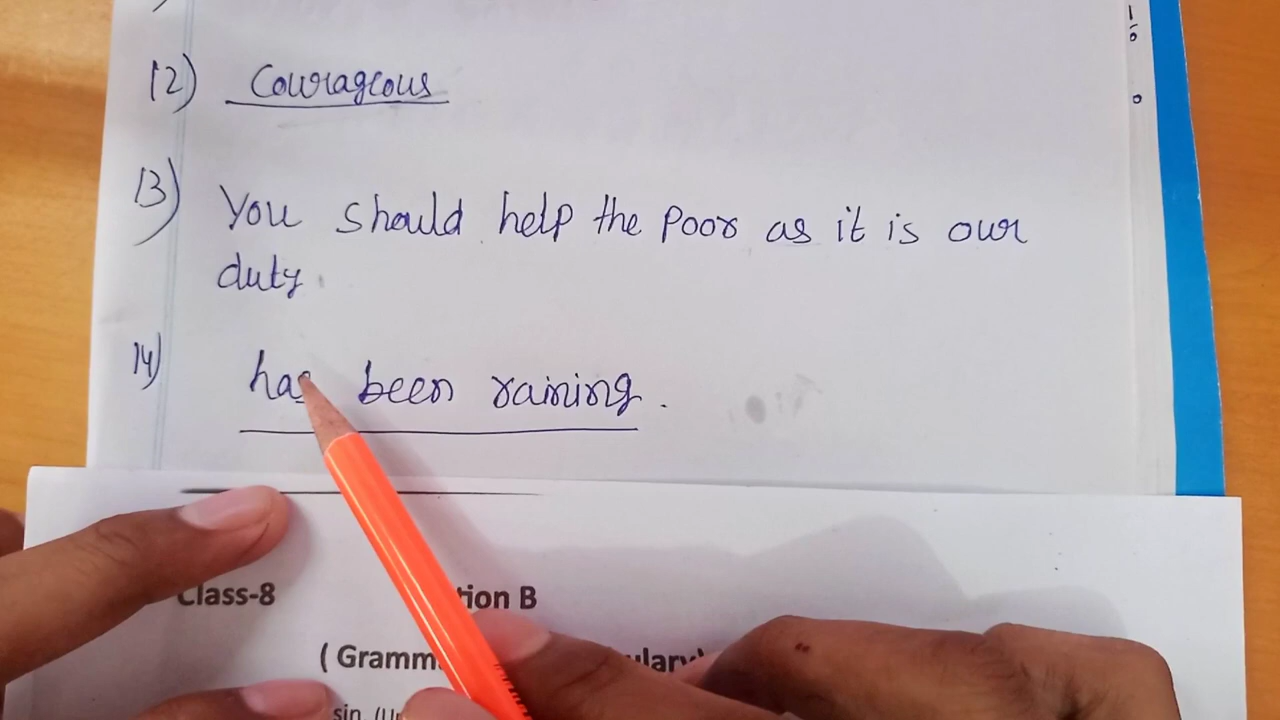 12) Courageous
13) You should help the poor as it is our
duty.
14) has been raining.
Class-8
B
( Gramm